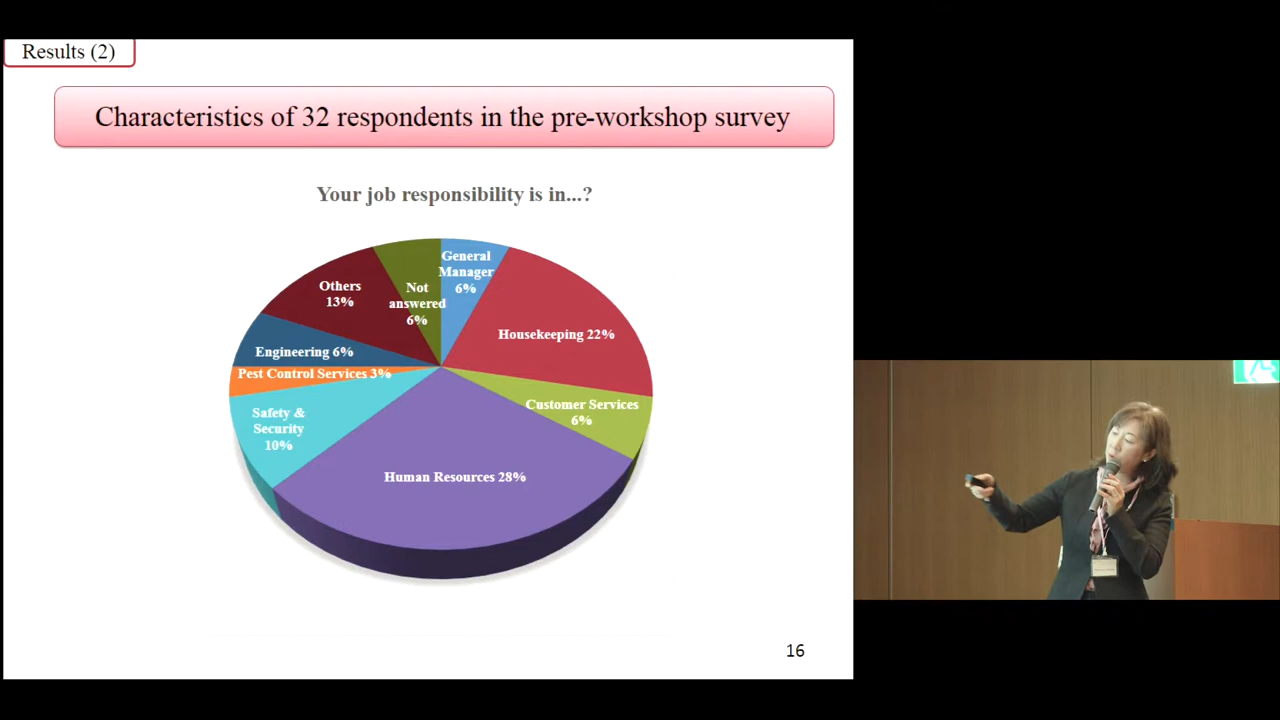 Results (2)
Characteristics of 32 respondents in the pre-workshop survey
Your job responsibility is in...?
General
Manager
6%
Housekeeping 22%
Customer Services
6%
Human Resources 28%
Safety &
Security
10%
Pest Control Services 3%
Engineering 6%
Others
13%
Not
answered
6%
16